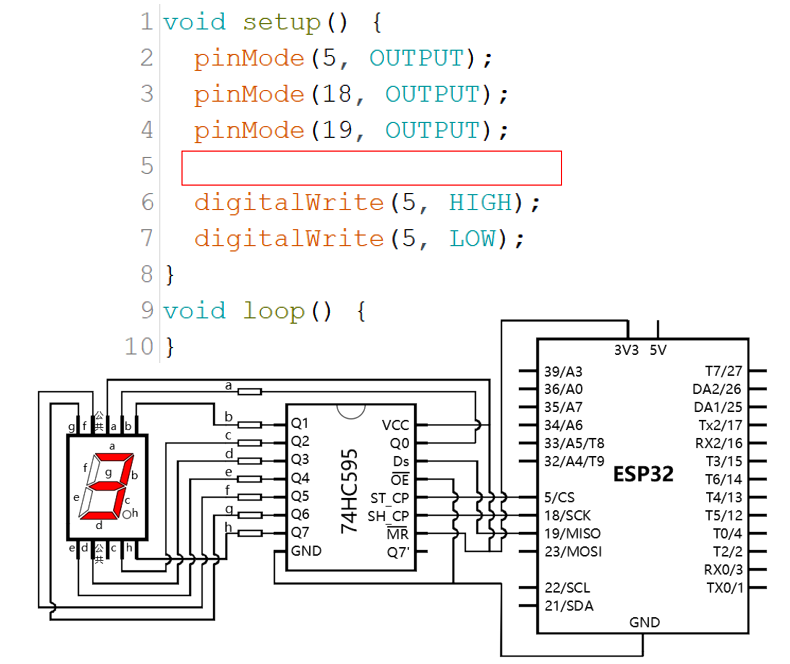 1 void setup() {
2 pinMode(5, OUTPUT);
3 pinMode(18, OUTPUT);
4 pinMode(19, OUTPUT);
5
6 digitalWrite(5, HIGH);
7 digitalWrite(5, LOW);
8 }
9 void loop() {
10 }
3V3 5V
39/A3
36/A0
35/A7
34/A6
33/A5/T8
32/A4/T9
5/CS
18/SCK
19/MISO
23/MOSI
22/SCL
21/SDA
ESP32
T7/27
DA2/26
DA1/25
Tx2/17
RX2/16
T3/15
T6/14
T4/13
T5/12
T0/4
T2/2
RX0/3
TX0/1
GND
a
b
c
d
e
f
g
h
Q1
Q2
Q3
Q4
Q5
Q6
Q7
GND
74HC595
VCC
Q0
Ds
OE
ST_CP
SH_CP
MR
Q7'
g f 公共 a b
a
f
g
b
e
c
h
d
e d 公共 c h